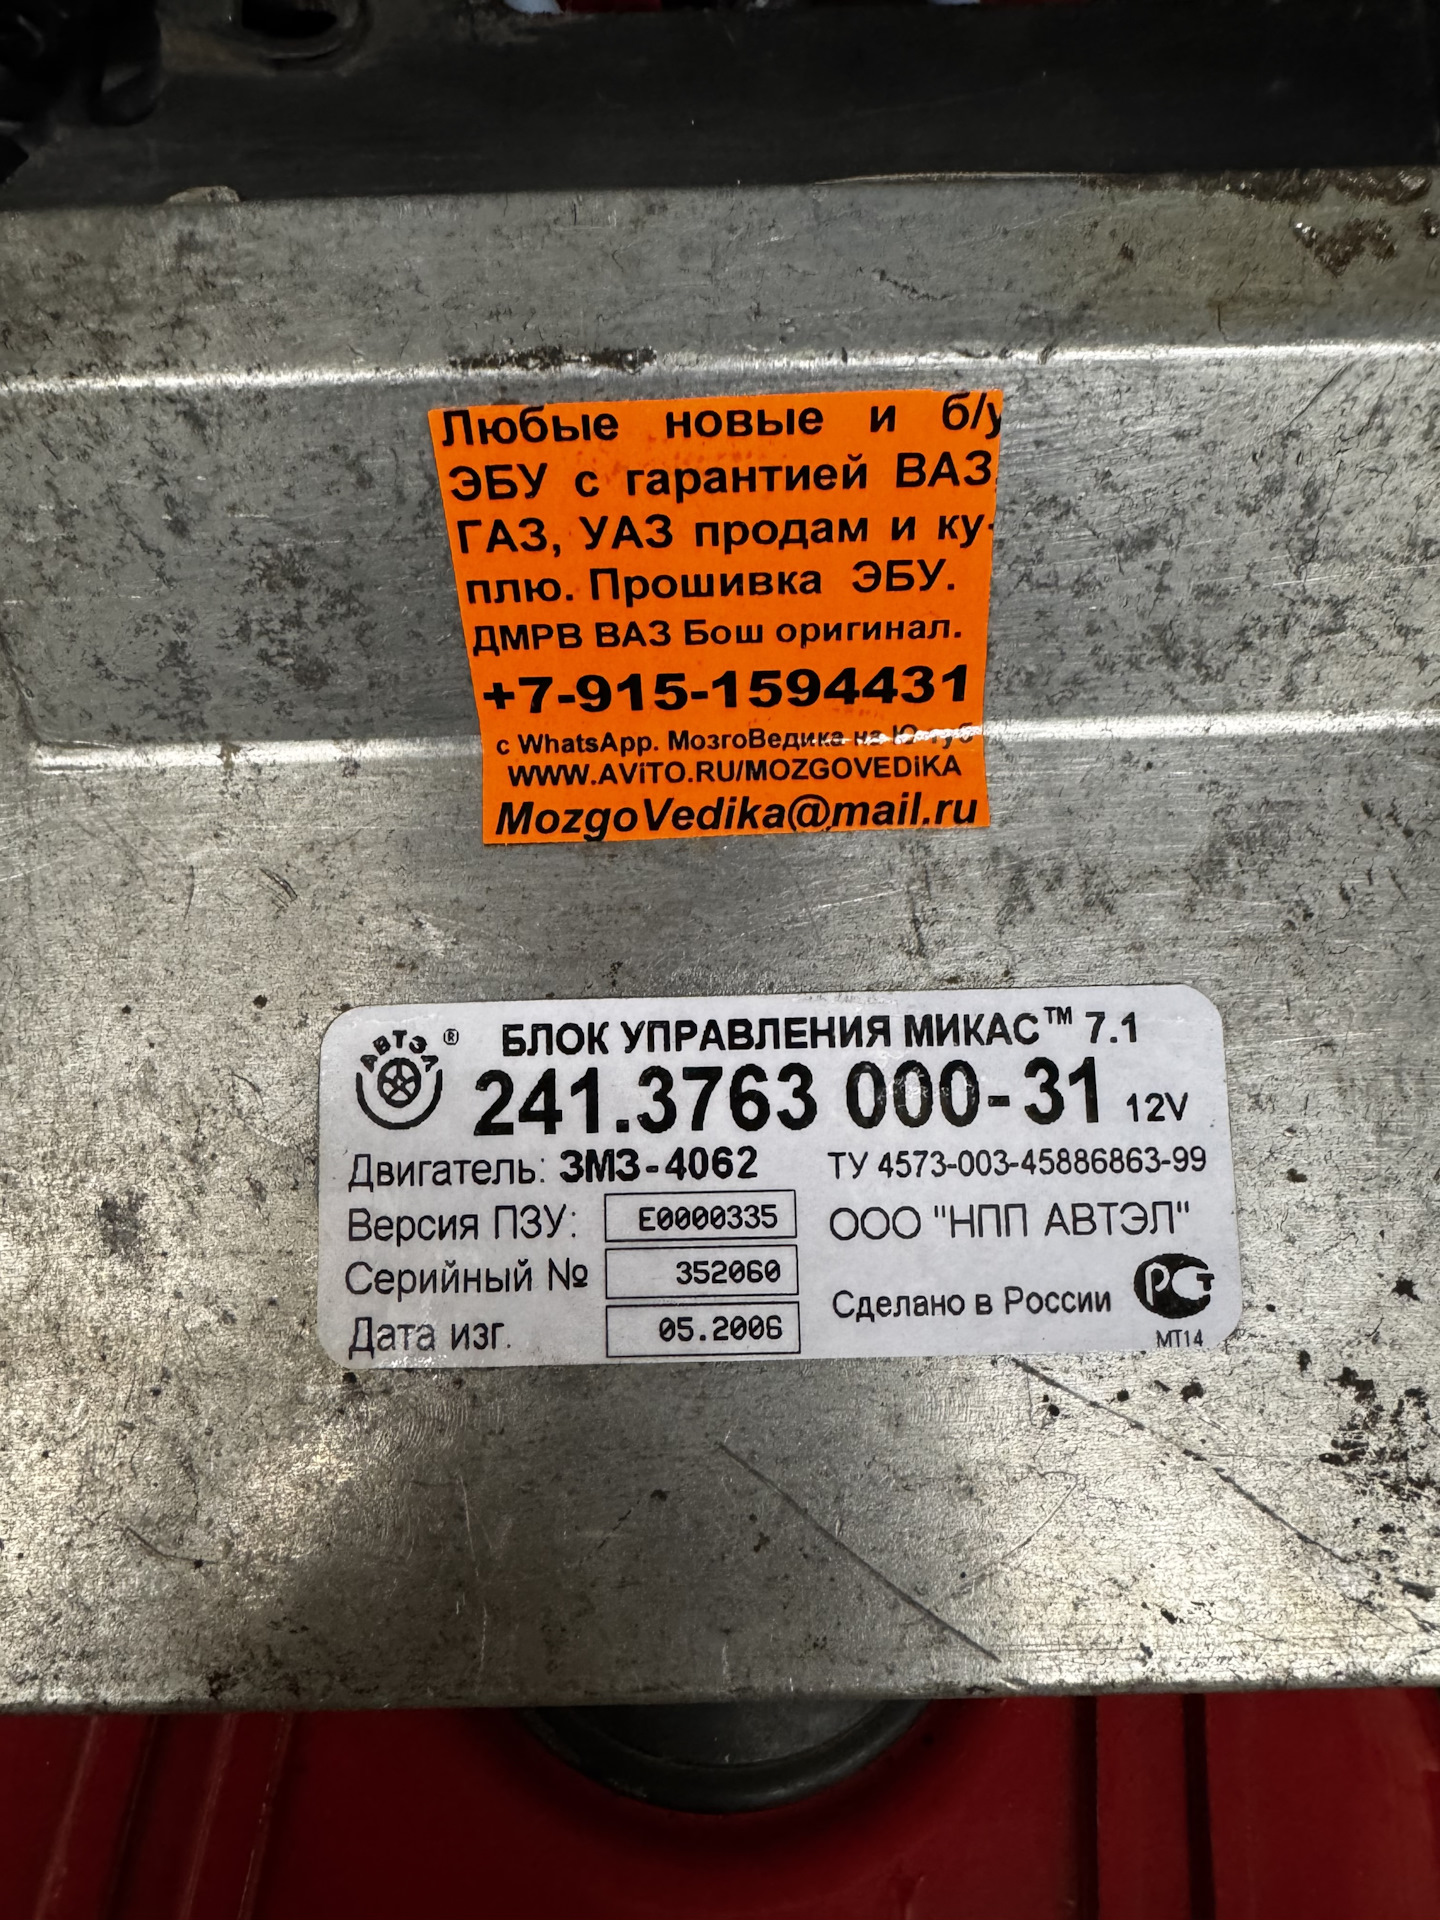 Любые новые и б/у
ЭБУ с гарантией ВАЗ,
ГАЗ, УАЗ продам и ку-
плю. Прошивка ЭБУ.
ДМРВ ВАЗ Бош оригинал.
+7-915-1594431
с WhatsApp. МозгоВедика на Ютуб
WWW.AViTO.RU/MOZGOVEDiKA
MozgoVedika@mail.ru
АВТЭЛ ® БЛОК УПРАВЛЕНИЯ МИКАС™ 7.1
241.3763 000-31 12V
Двигатель: ЗМЗ-4062 ТУ 4573-003-45886863-99
Версия ПЗУ: E0000335 ООО "НПП АВТЭЛ"
Серийный № 352060
Сделано в России РСТ
Дата изг. 05.2006 МТ14